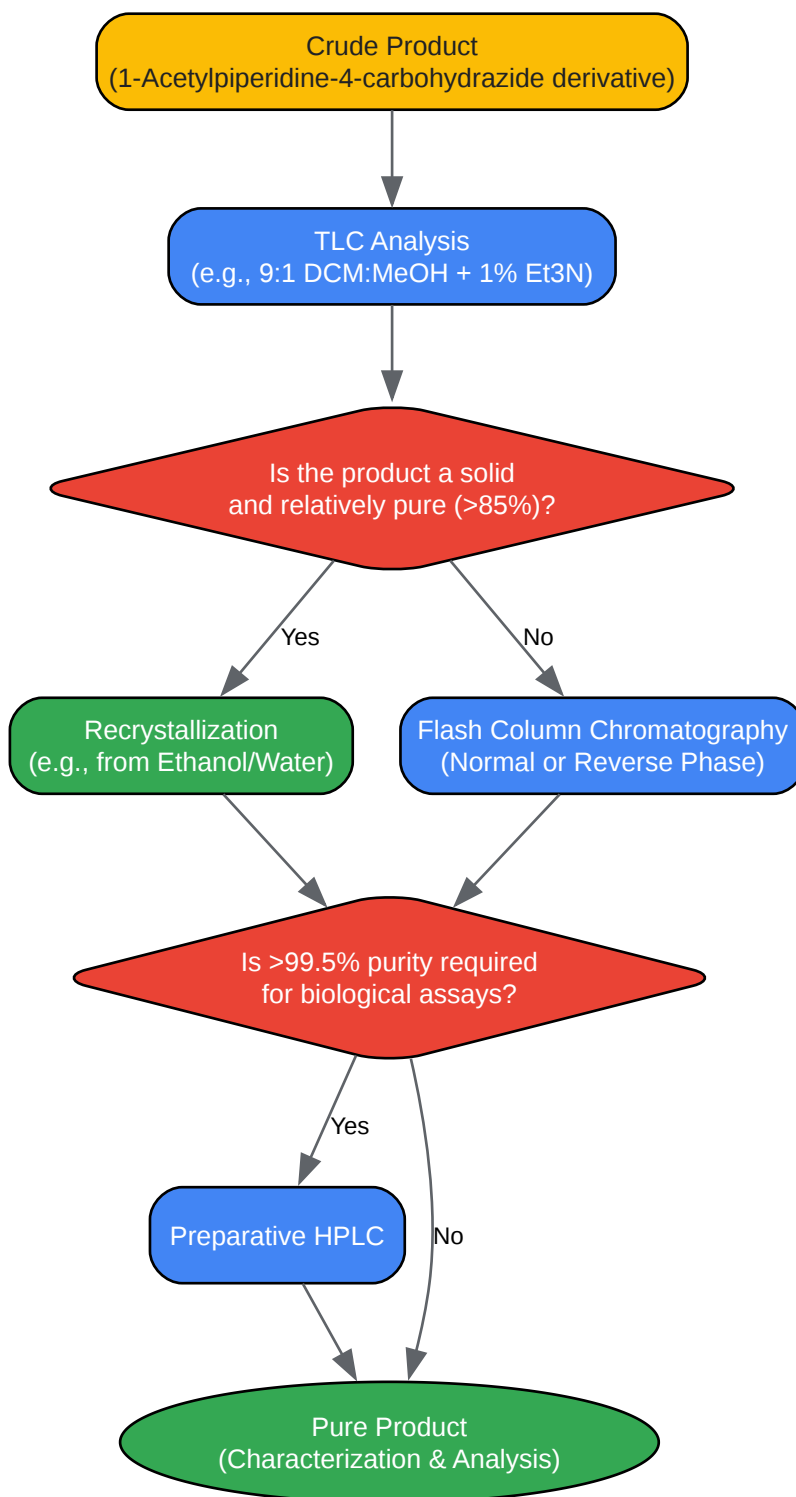 Crude Product
(1-Acetylpiperidine-4-carbohydrazide derivative)
TLC Analysis
(e.g., 9:1 DCM:MeOH + 1% Et3N)
Is the product a solid
and relatively pure (>85%)?
Yes
No
Recrystallization
(e.g., from Ethanol/Water)
Flash Column Chromatography
(Normal or Reverse Phase)
Is >99.5% purity required
for biological assays?
Yes
Preparative HPLC
No
Pure Product
(Characterization & Analysis)